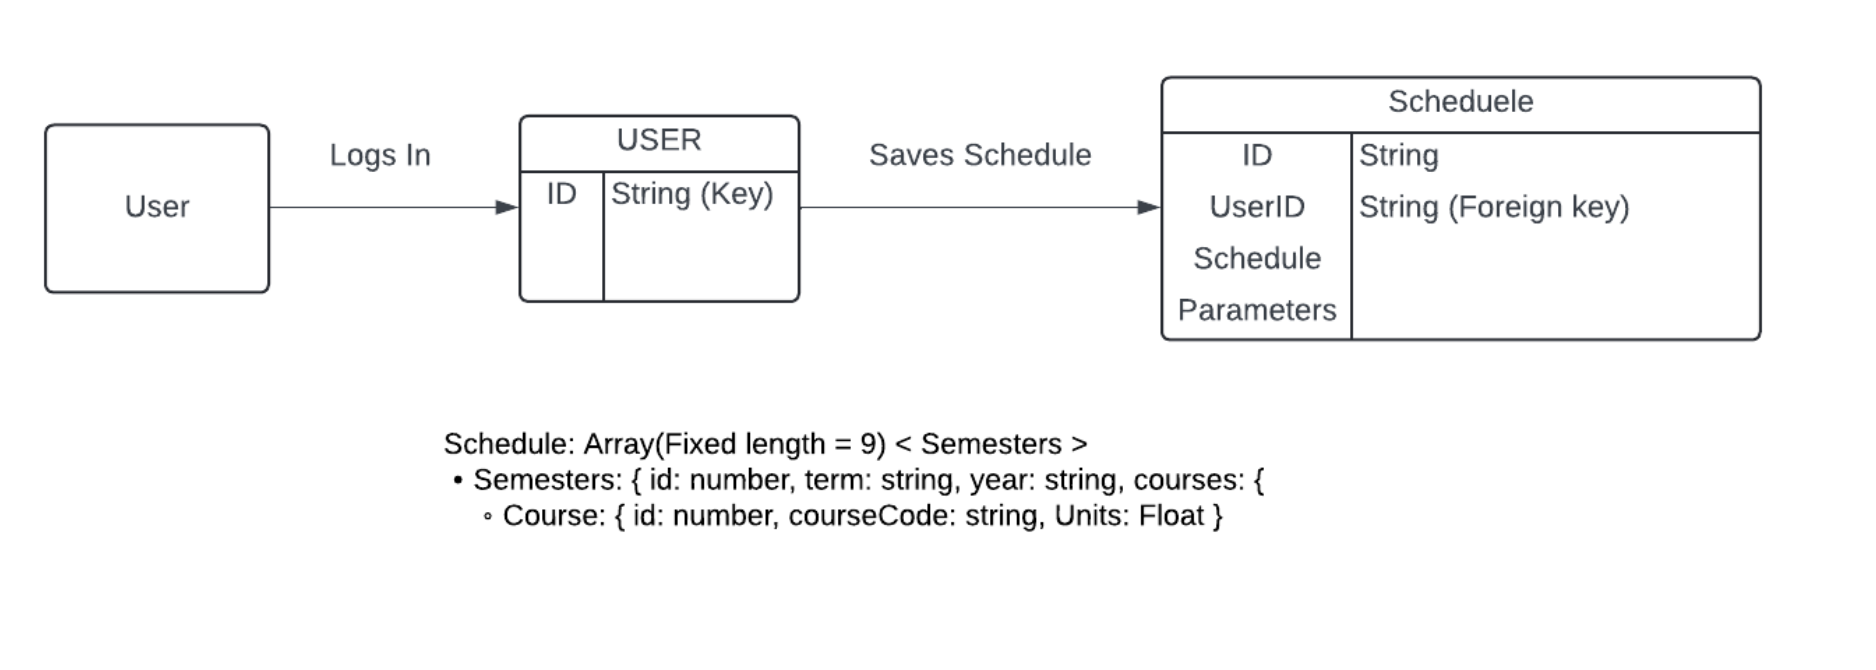 User
Logs In
USER
ID String (Key)
Saves Schedule
Scheduele
ID String
UserID String (Foreign key)
Schedule
Parameters
Schedule: Array(Fixed length = 9) < Semesters >
• Semesters: { id: number, term: string, year: string, courses: {
◦ Course: { id: number, courseCode: string, Units: Float }